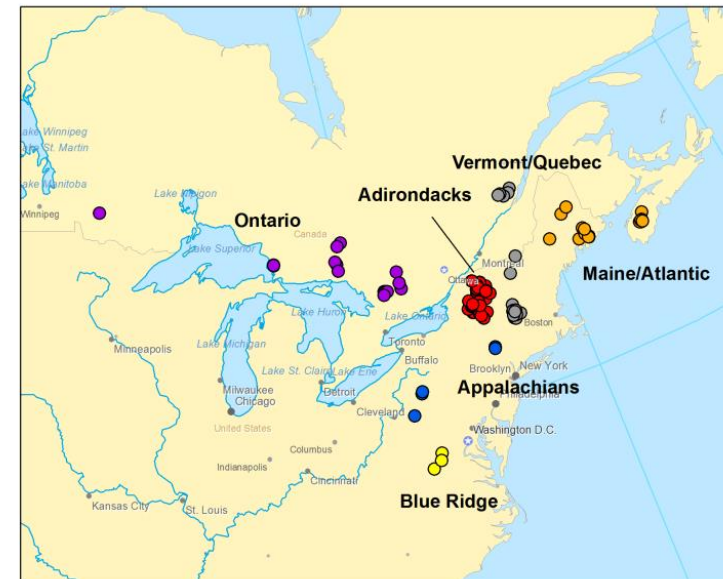 Vermont/Quebec
Adirondacks
Ontario
Maine/Atlantic
Appalachians
Blue Ridge
Lake Winnipeg
Lake St. Martin
Lake Manitoba
Winnipeg
Lake Nipigon
Canada
Lake Superior
Montreal
Ottawa
Lake Huron
Lake Ontario
Toronto
Boston
Minneapolis
Lake Michigan
Buffalo
Lake St. Clair
Lake Erie
Detroit
Brooklyn
New York
Milwaukee
Chicago
Cleveland
Philadelphia
United States
Washington D.C.
Columbus
Indianapolis
Cincinnati
Kansas City
St. Louis